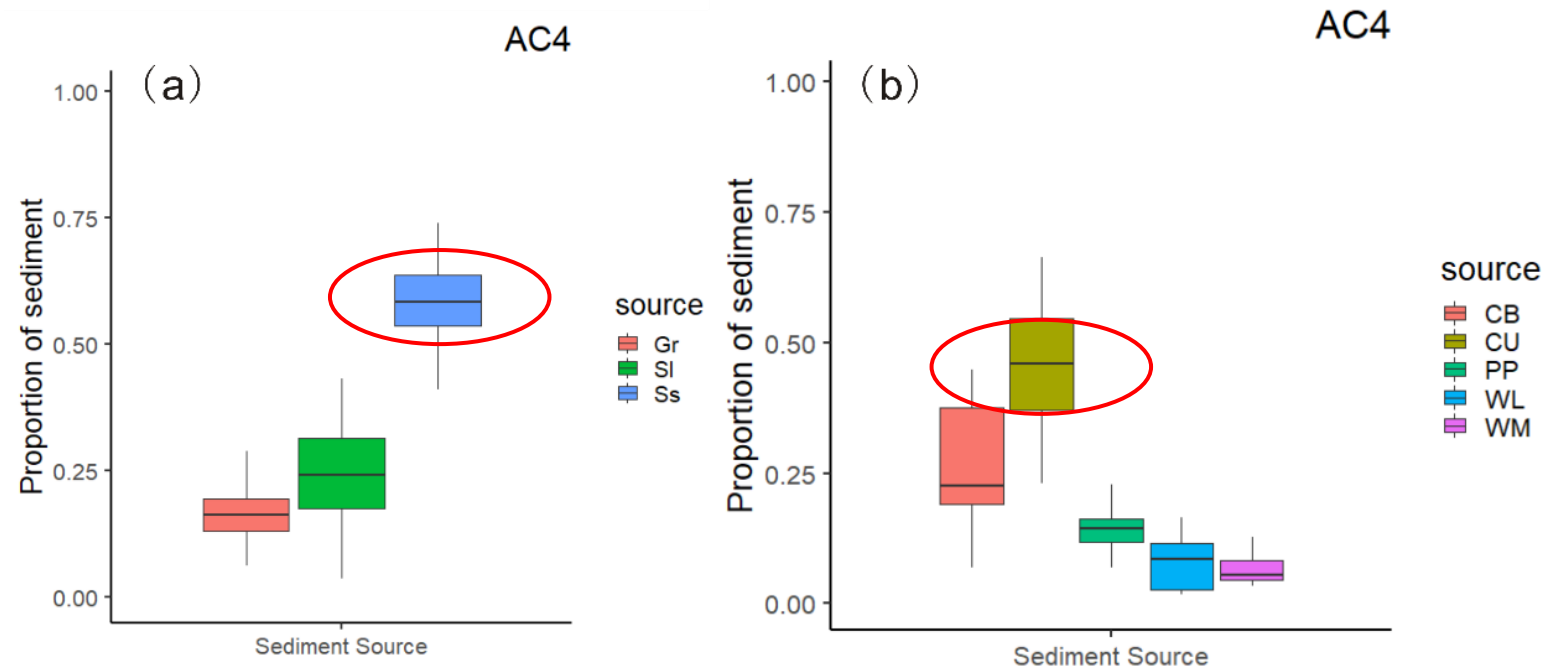 AC4
（a）
1.00
0.75
0.50
0.25
0.00
Proportion of sediment
Sediment Source
source
Gr
Sl
Ss
AC4
（b）
1.00
0.75
0.50
0.25
0.00
Proportion of sediment
Sediment Source
source
CB
CU
PP
WL
WM